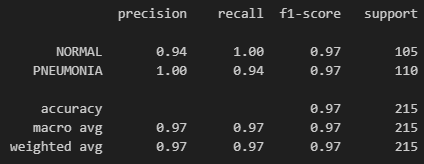 precision recall f1-score support
NORMAL 0.94 1.00 0.97 105
PNEUMONIA 1.00 0.94 0.97 110
accuracy 0.97 215
macro avg 0.97 0.97 0.97 215
weighted avg 0.97 0.97 0.97 215